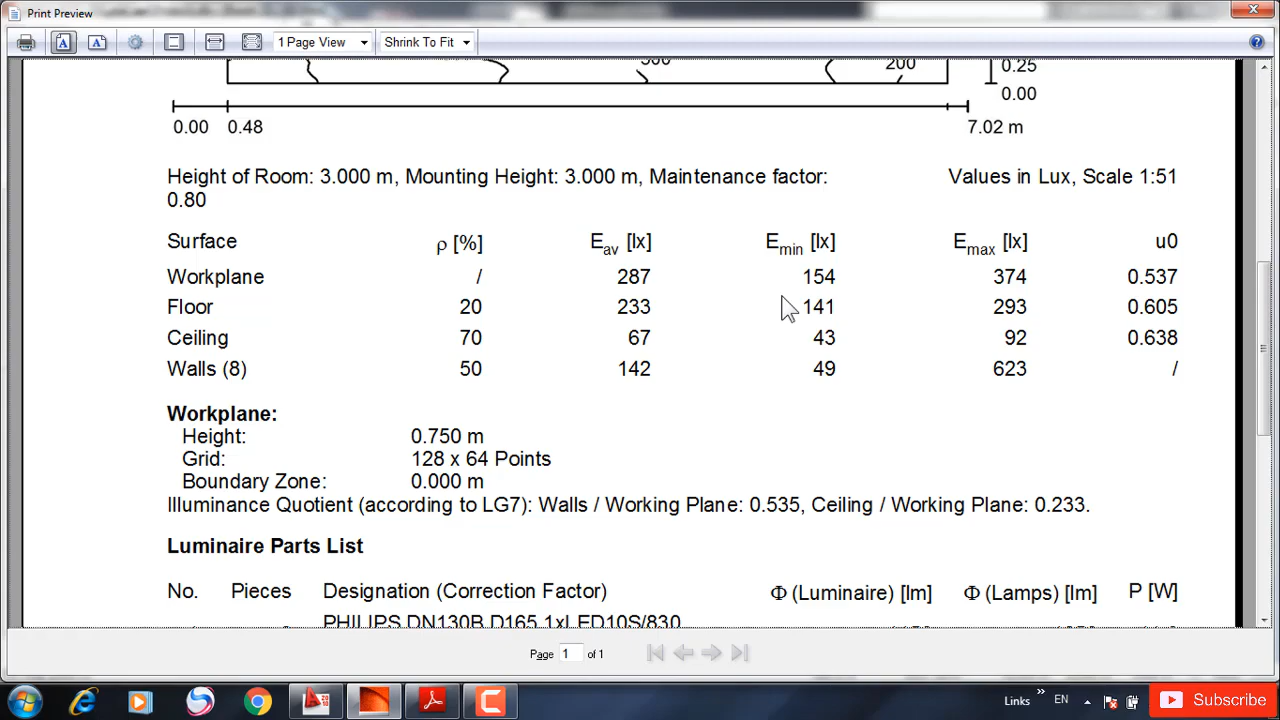 Print Preview
1 Page View
Shrink To Fit
200
0.25
0.00
0.00 0.48 7.02 m
Height of Room: 3.000 m, Mounting Height: 3.000 m, Maintenance factor: Values in Lux, Scale 1:51
0.80
Surface ρ [%] Eav [lx] Emin [lx] Emax [lx] u0
Workplane / 287 154 374 0.537
Floor 20 233 141 293 0.605
Ceiling 70 67 43 92 0.638
Walls (8) 50 142 49 623 /
Workplane:
Height: 0.750 m
Grid: 128 x 64 Points
Boundary Zone: 0.000 m
Illuminance Quotient (according to LG7): Walls / Working Plane: 0.535, Ceiling / Working Plane: 0.233.
Luminaire Parts List
No. Pieces Designation (Correction Factor) Φ (Luminaire) [lm] Φ (Lamps) [lm] P [W]
PHILIPS DN130B D165 1xLED10S/830
Page 1 of 1
Links » EN Subscribe